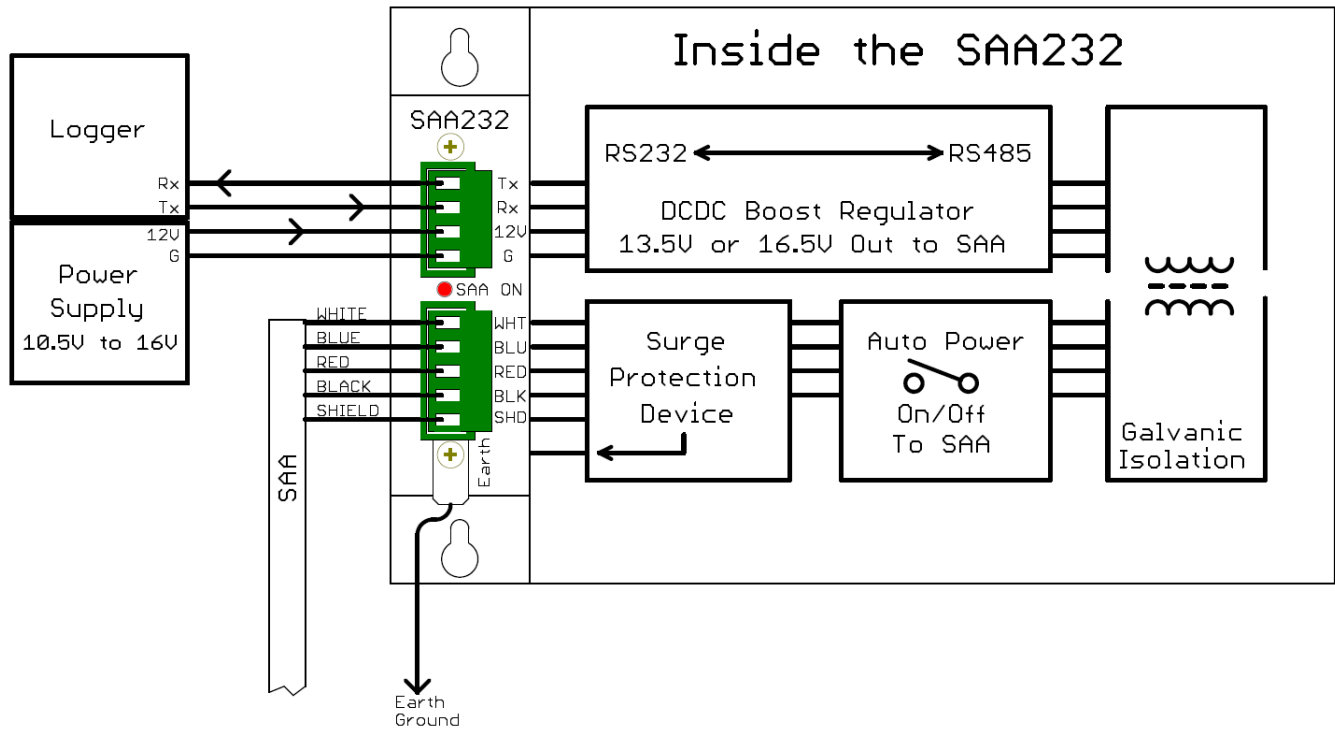 Inside the SAA232
Logger
Rx
Tx
12V
G
Power
Supply
10.5V to 16V
SAA232
Tx
Rx
12V
G
SAA ON
RS232
RS485
DCDC Boost Regulator
13.5V or 16.5V Out to SAA
WHITE
BLUE
RED
BLACK
SHIELD
SAA
WHT
BLU
RED
BLK
SHD
Earth
Surge
Protection
Device
Auto Power
On/Off
To SAA
Galvanic
Isolation
Earth
Ground